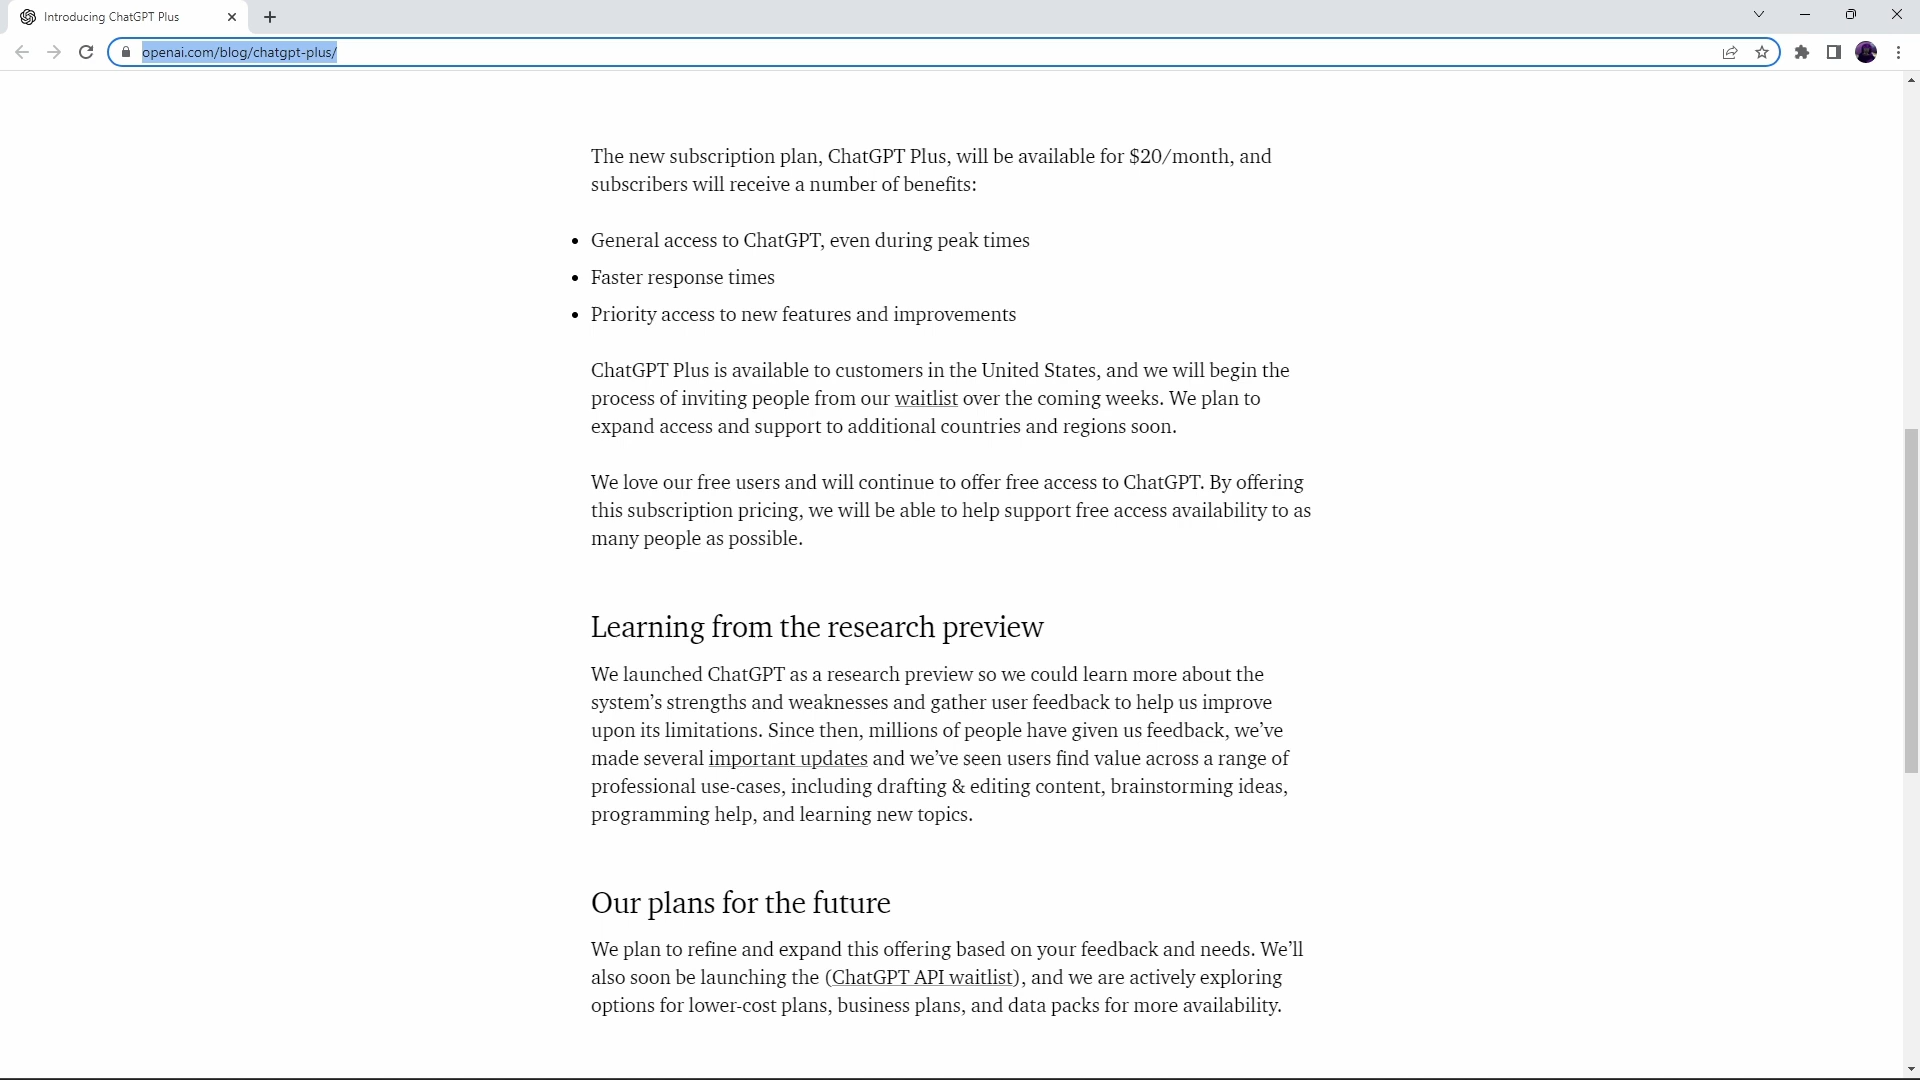 Introducing ChatGPT Plus
openai.com/blog/chatgpt-plus/
The new subscription plan, ChatGPT Plus, will be available for $20/month, and
subscribers will receive a number of benefits:
• General access to ChatGPT, even during peak times
• Faster response times
• Priority access to new features and improvements
ChatGPT Plus is available to customers in the United States, and we will begin the
process of inviting people from our waitlist over the coming weeks. We plan to
expand access and support to additional countries and regions soon.
We love our free users and will continue to offer free access to ChatGPT. By offering
this subscription pricing, we will be able to help support free access availability to as
many people as possible.
Learning from the research preview
We launched ChatGPT as a research preview so we could learn more about the
system’s strengths and weaknesses and gather user feedback to help us improve
upon its limitations. Since then, millions of people have given us feedback, we’ve
made several important updates and we’ve seen users find value across a range of
professional use-cases, including drafting & editing content, brainstorming ideas,
programming help, and learning new topics.
Our plans for the future
We plan to refine and expand this offering based on your feedback and needs. We’ll
also soon be launching the (ChatGPT API waitlist), and we are actively exploring
options for lower-cost plans, business plans, and data packs for more availability.